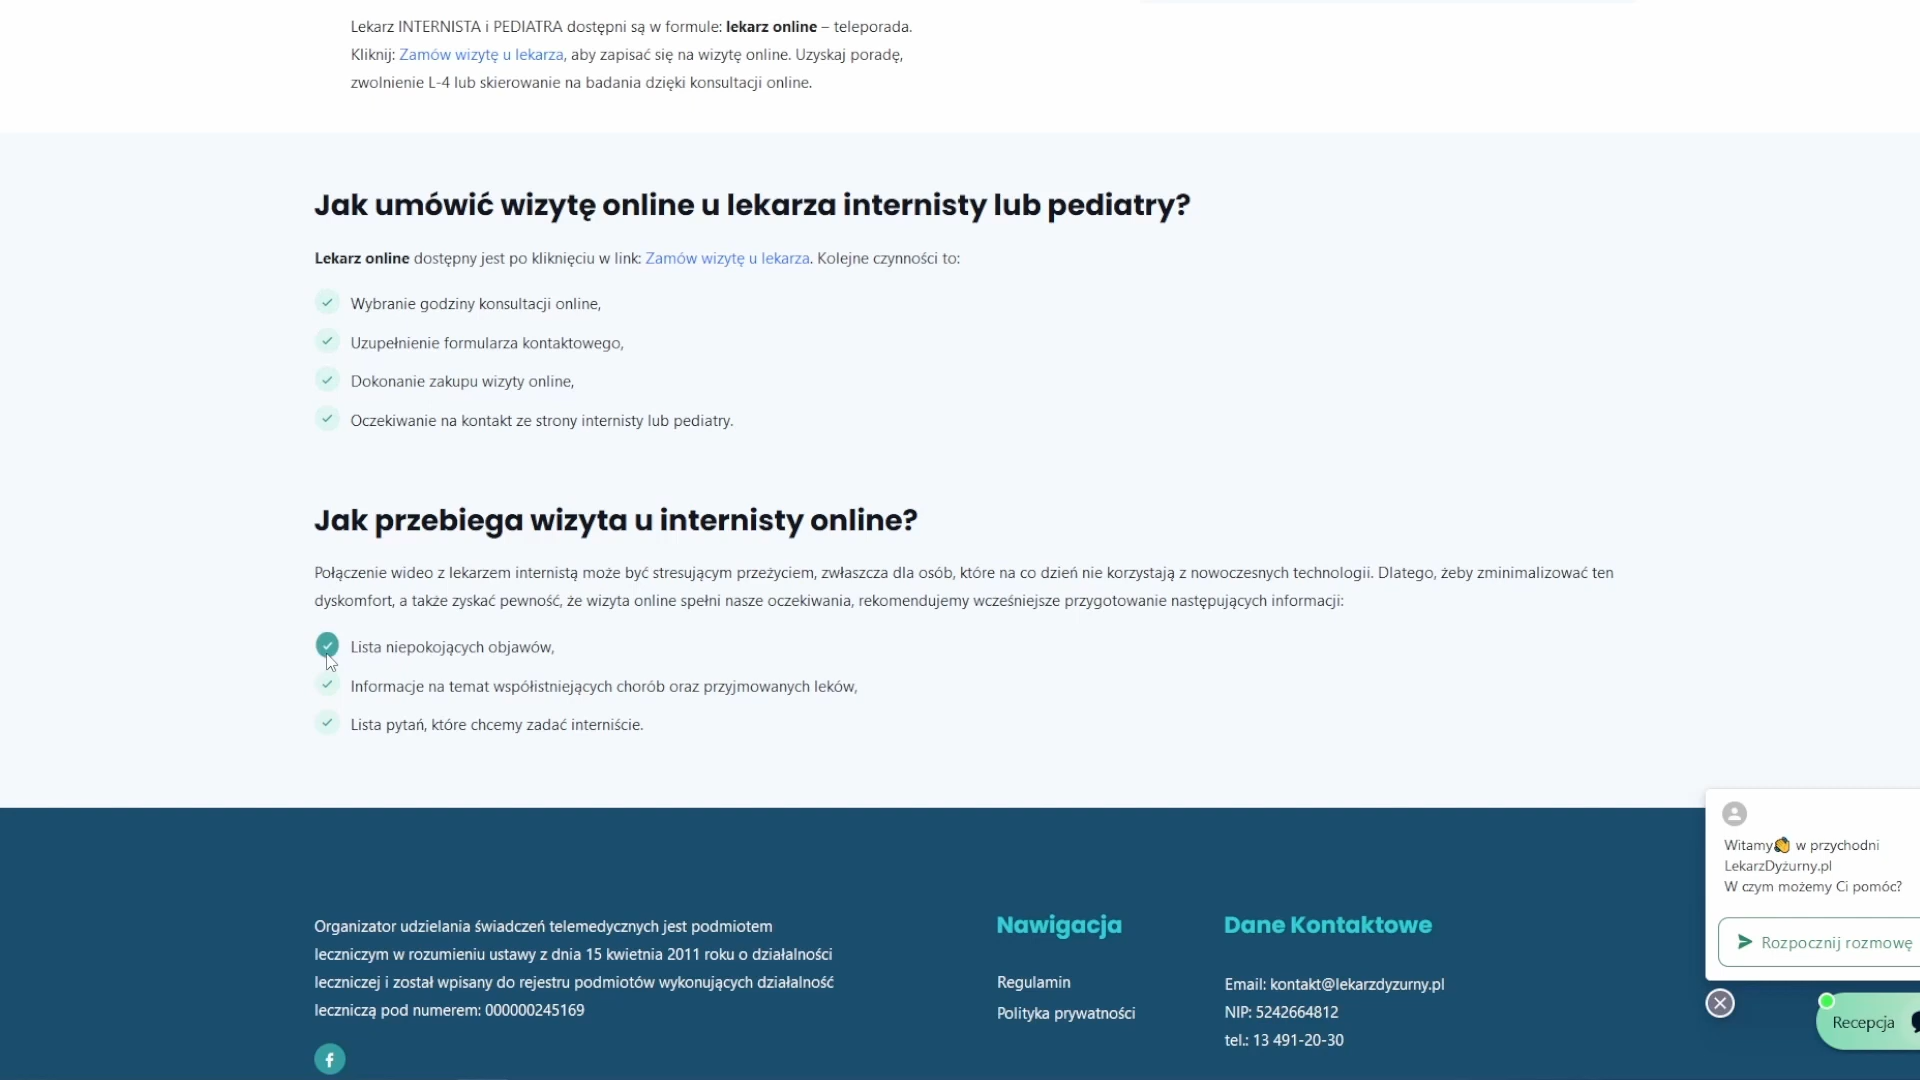 Lekarz INTERNISTA i PEDIATRA dostępni są w formule: lekarz online – teleporada.
Kliknij: Zamów wizytę u lekarza, aby zapisać się na wizytę online. Uzyskaj poradę,
zwolnienie L-4 lub skierowanie na badania dzięki konsultacji online.
Jak umówić wizytę online u lekarza internisty lub pediatry?
Lekarz online dostępny jest po kliknięciu w link: Zamów wizytę u lekarza. Kolejne czynności to:
Wybranie godziny konsultacji online,
Uzupełnienie formularza kontaktowego,
Dokonanie zakupu wizyty online,
Oczekiwanie na kontakt ze strony internisty lub pediatry.
Jak przebiega wizyta u internisty online?
Połączenie wideo z lekarzem internistą może być stresującym przeżyciem, zwłaszcza dla osób, które na co dzień nie korzystają z nowoczesnych technologii. Dlatego, żeby zminimalizować ten
dyskomfort, a także zyskać pewność, że wizyta online spełni nasze oczekiwania, rekomendujemy wcześniejsze przygotowanie następujących informacji:
Lista niepokojących objawów,
Informacje na temat współistniejących chorób oraz przyjmowanych leków,
Lista pytań, które chcemy zadać interniście.
Organizator udzielania świadczeń telemedycznych jest podmiotem
leczniczym w rozumieniu ustawy z dnia 15 kwietnia 2011 roku o działalności
leczniczej i został wpisany do rejestru podmiotów wykonujących działalność
leczniczą pod numerem: 000000245169
Nawigacja
Regulamin
Polityka prywatności
Dane Kontaktowe
Email: kontakt@lekarzdyzurny.pl
NIP: 5242664812
tel.: 13 491-20-30
Witamy👏 w przychodni
LekarzDyżurny.pl
W czym możemy Ci pomóc?
Rozpocznij rozmowę
Recepcja